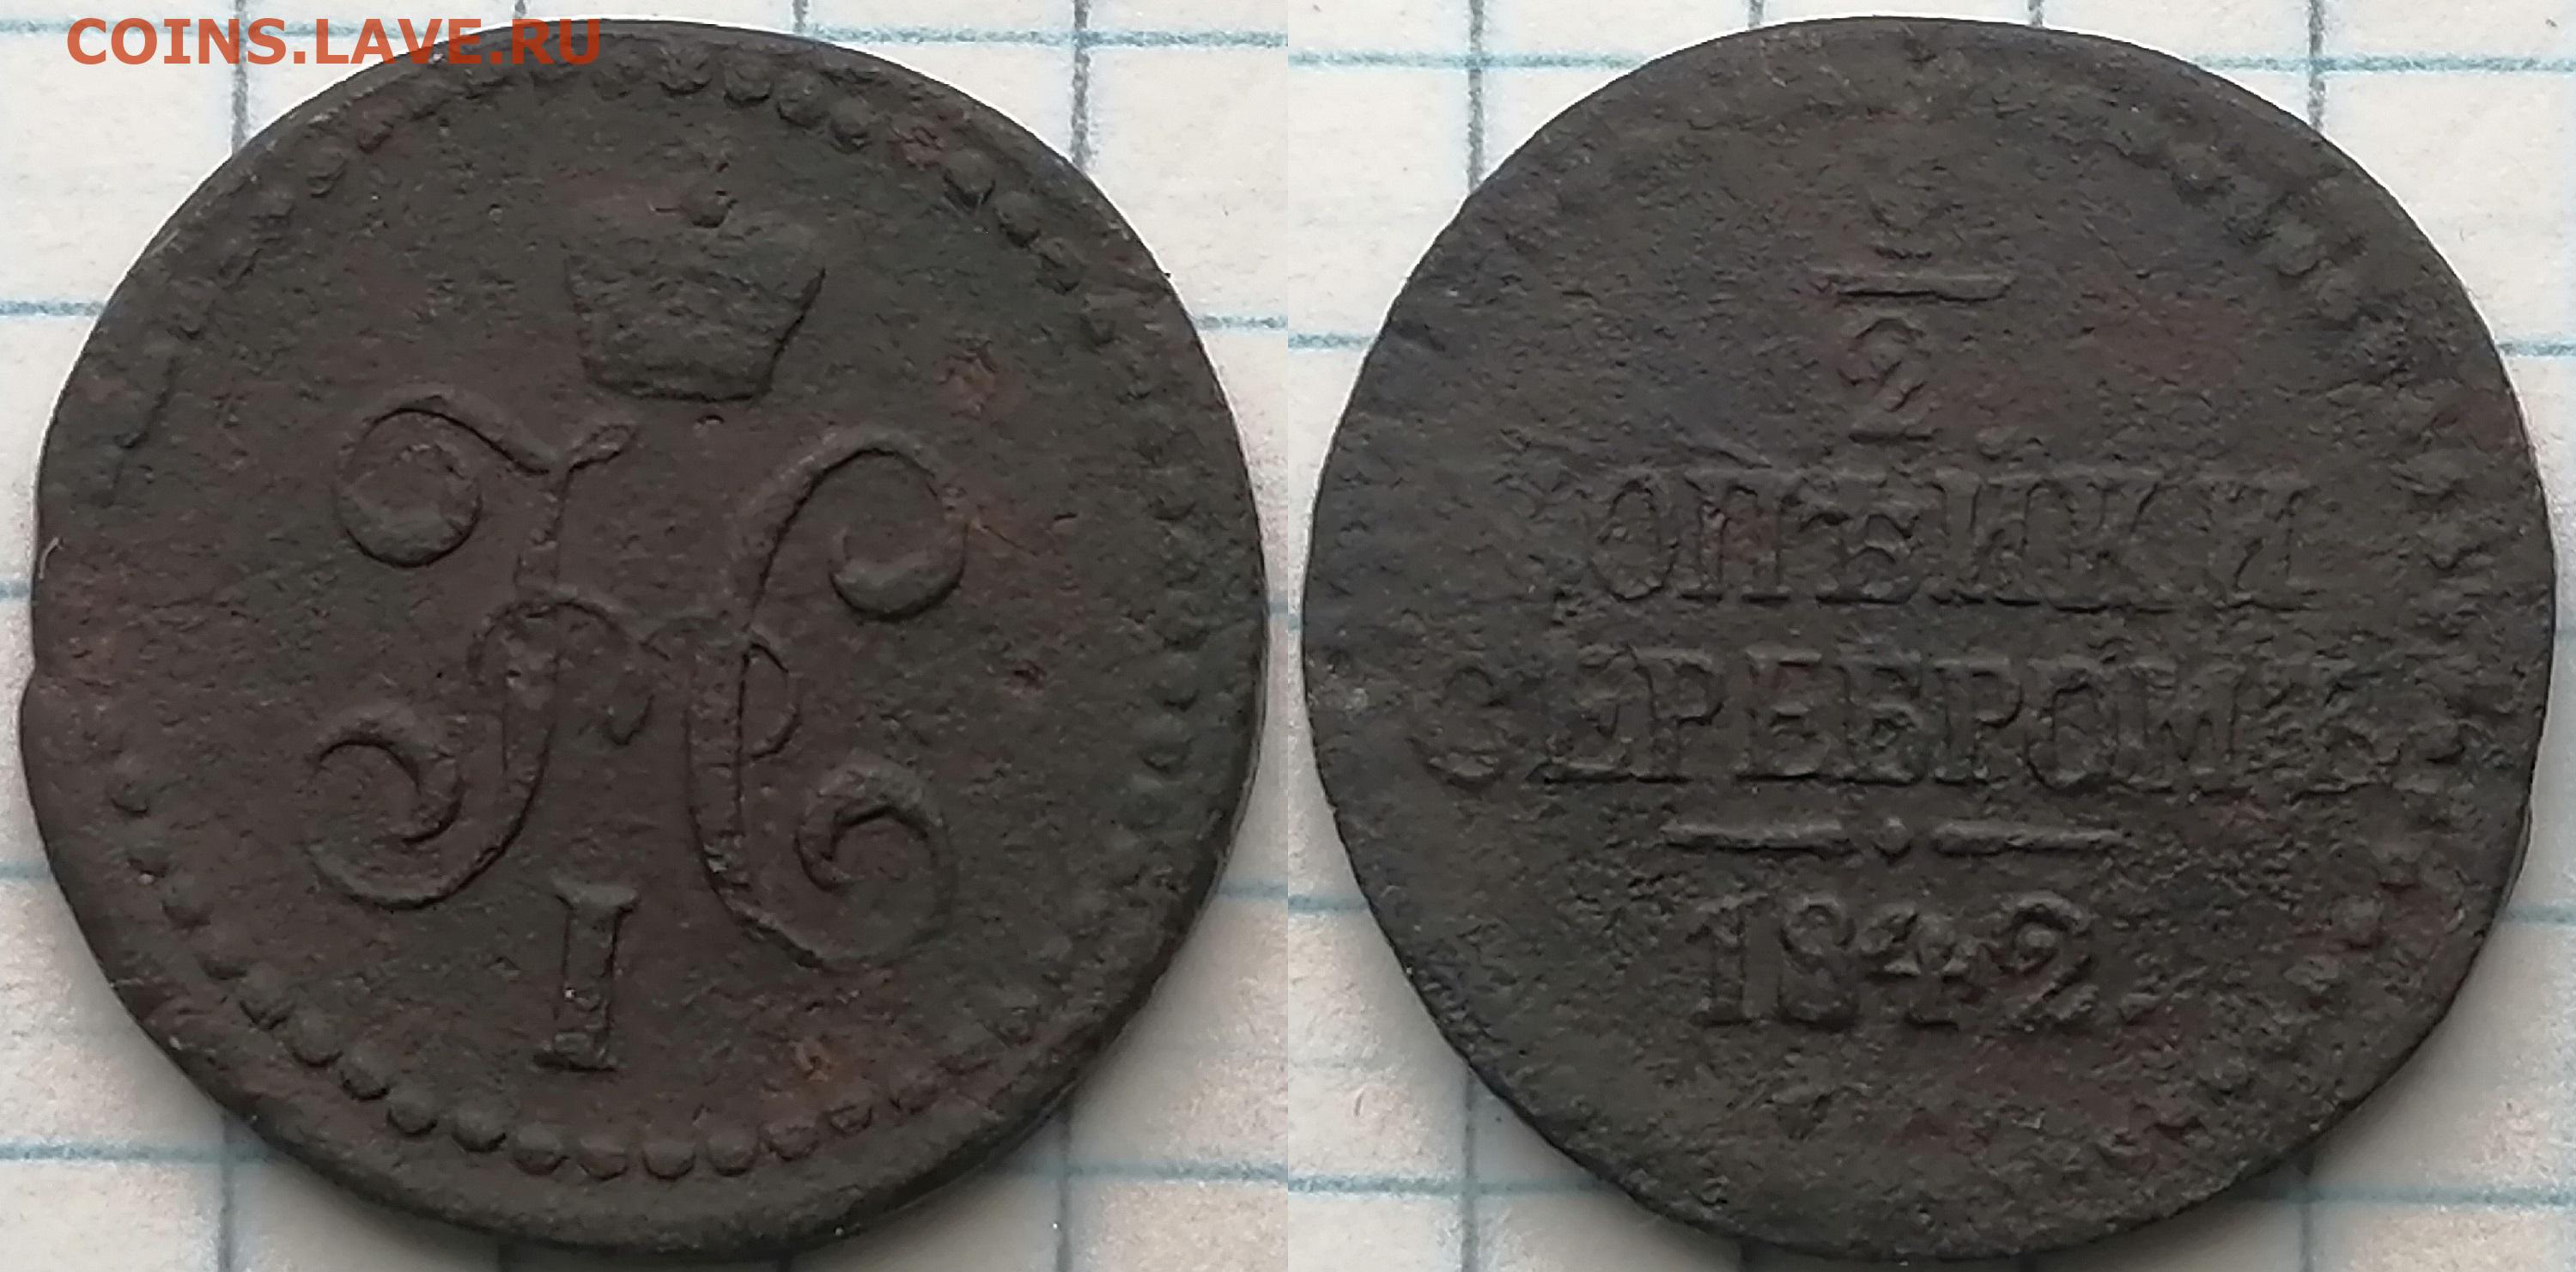 COINS.LAVE.RU
Н
I
1
2
КОПѢЙКИ
СЕРЕБРОМЪ
1842